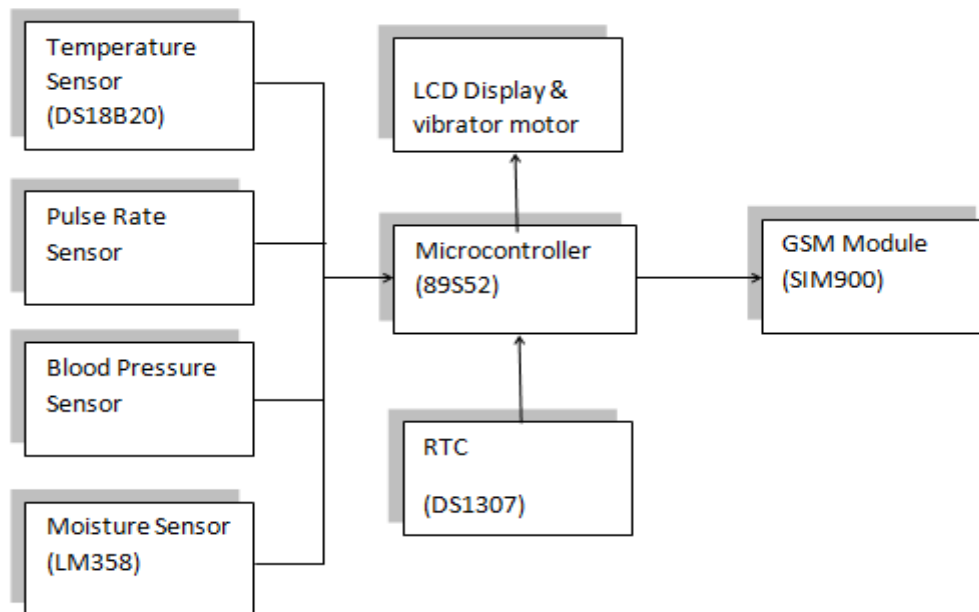 Temperature
Sensor
(DS18B20)
Pulse Rate
Sensor
Blood Pressure
Sensor
Moisture Sensor
(LM358)
LCD Display &
vibrator motor
Microcontroller
(89S52)
RTC
(DS1307)
GSM Module
(SIM900)